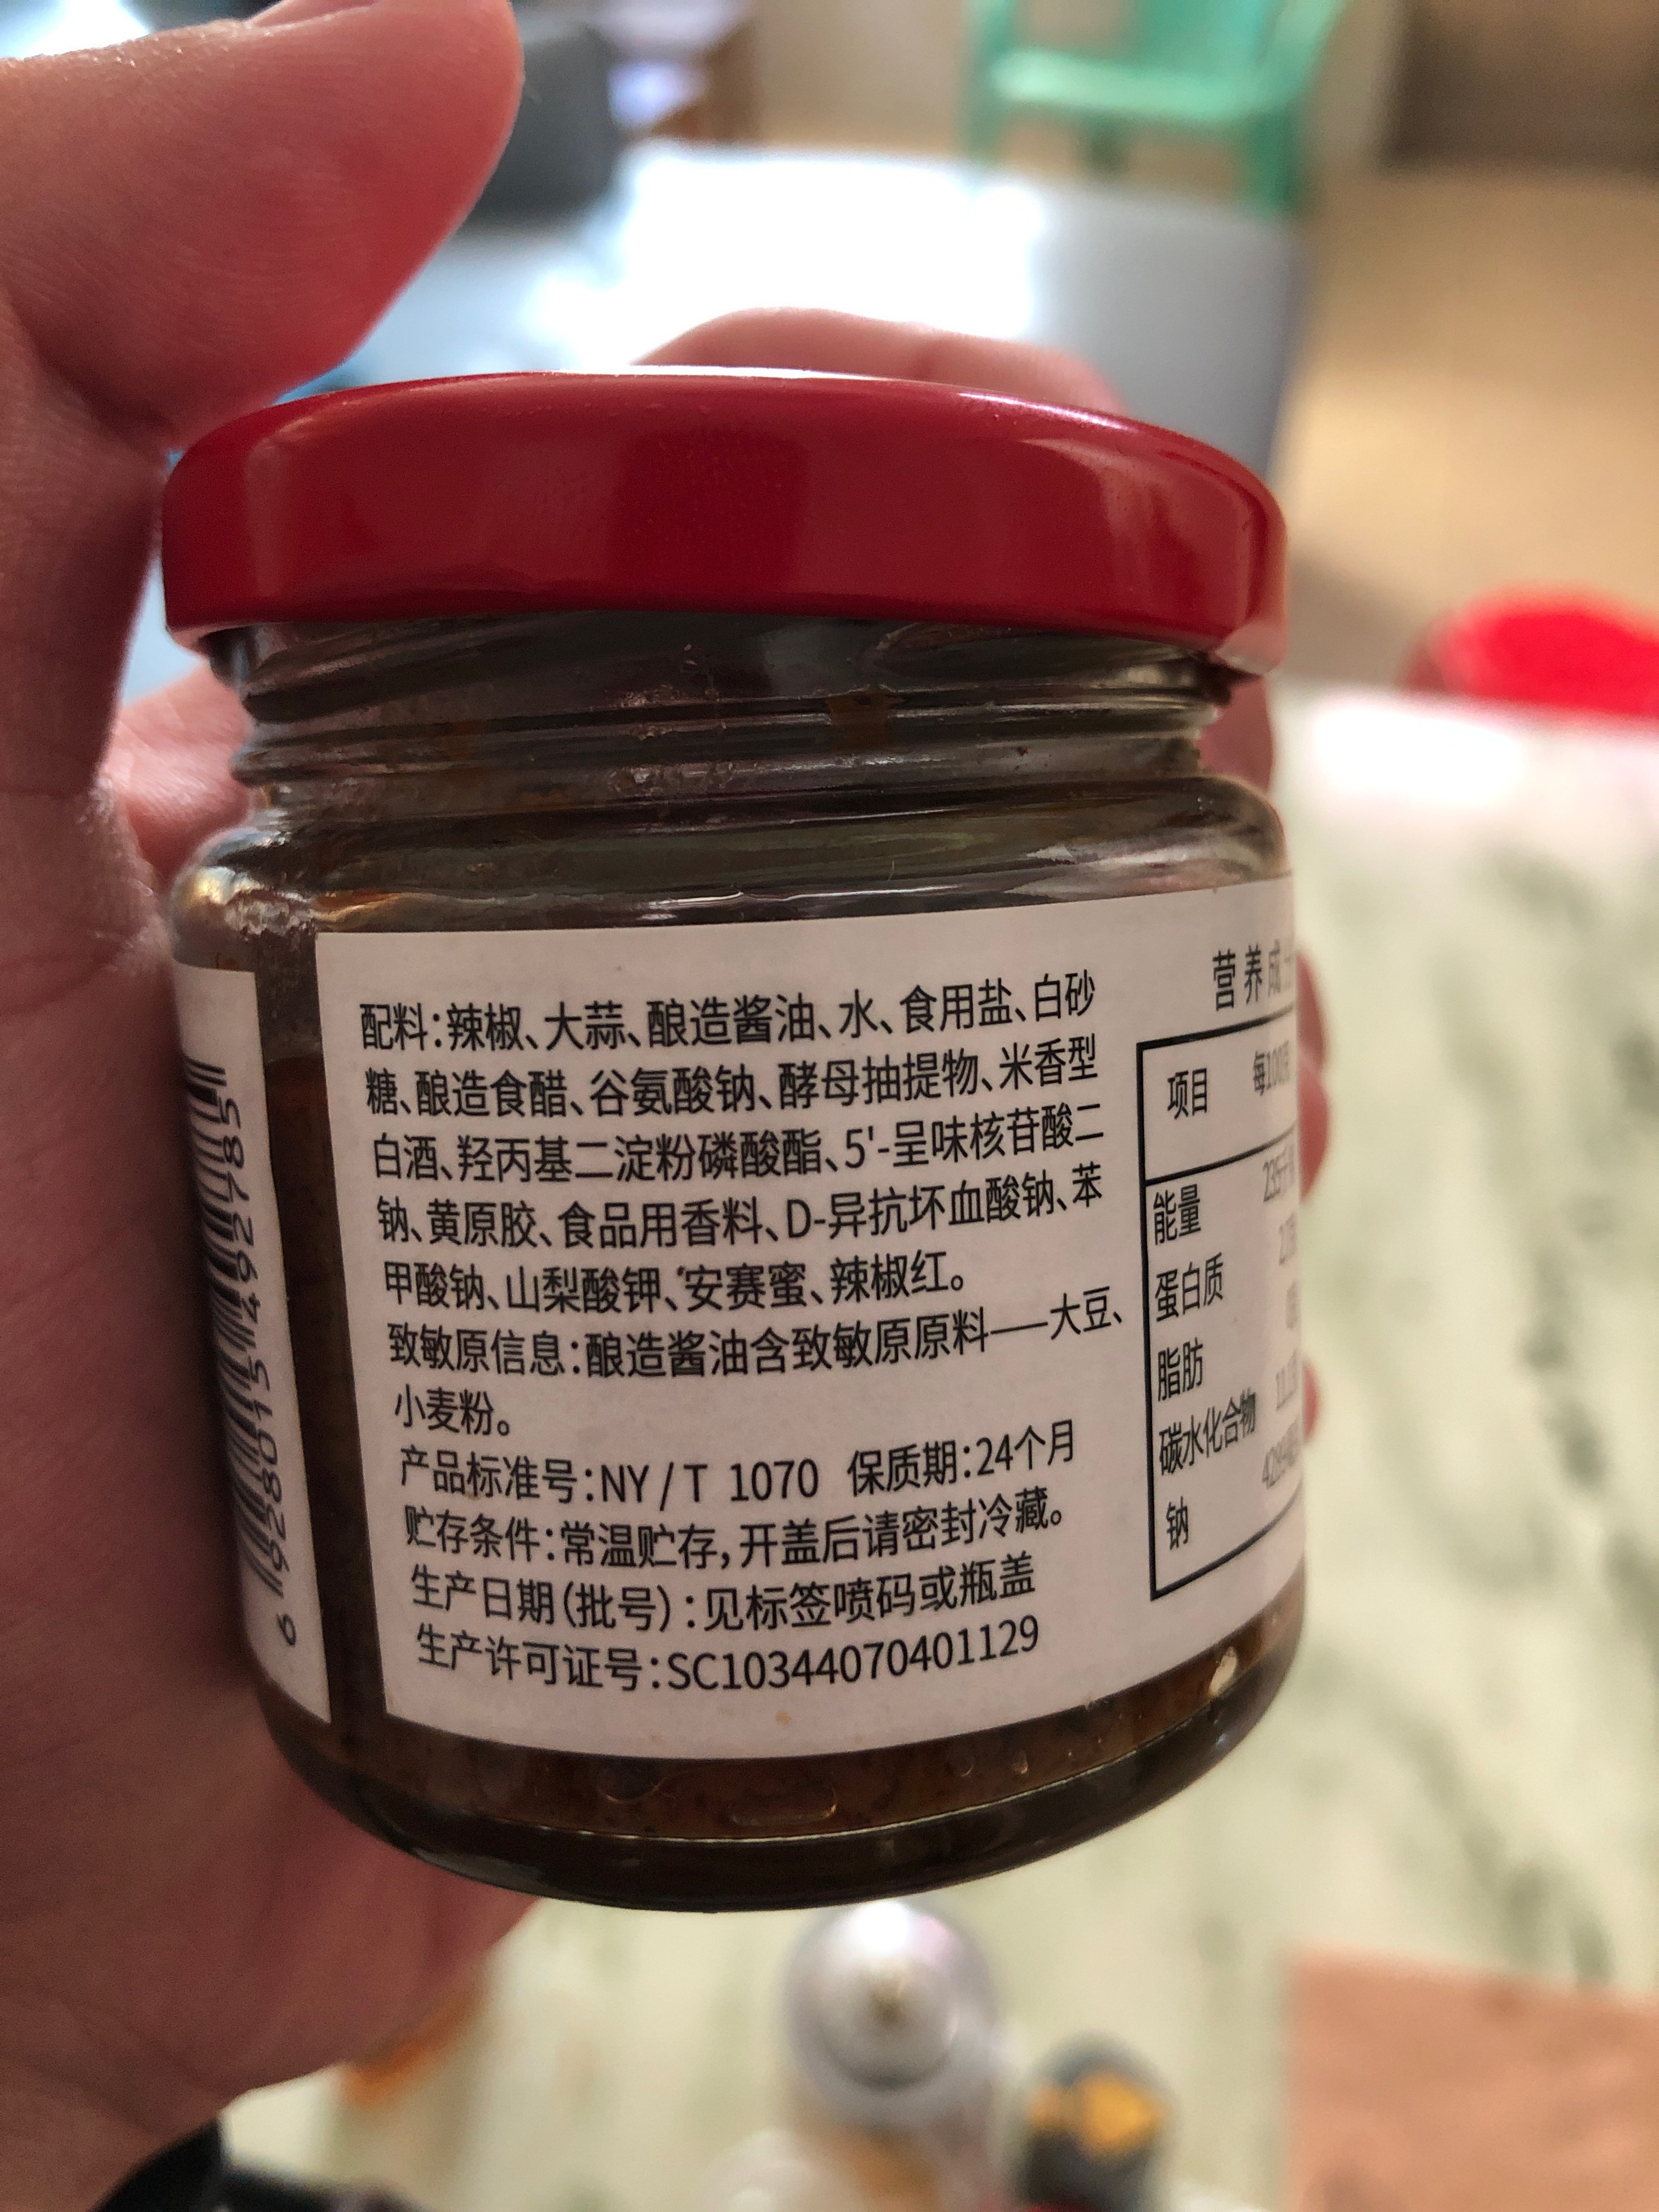 配料：辣椒、大蒜、酿造酱油、水、食用盐、白砂
糖、酿造食醋、谷氨酸钠、酵母抽提物、米香型
白酒、羟丙基二淀粉磷酸酯、5'-呈味核苷酸二
钠、黄原胶、食品用香料、D-异抗坏血酸钠、苯
甲酸钠、山梨酸钾、安赛蜜、辣椒红。
致敏原信息：酿造酱油含致敏原原料——大豆、
小麦粉。
产品标准号：NY / T 1070 保质期：24个月
贮存条件：常温贮存，开盖后请密封冷藏。
生产日期（批号）：见标签喷码或瓶盖
生产许可证号：SC10344070401129
营养成
项目
能量
蛋白质
脂肪
碳水化合物
钠
6 928015 492785